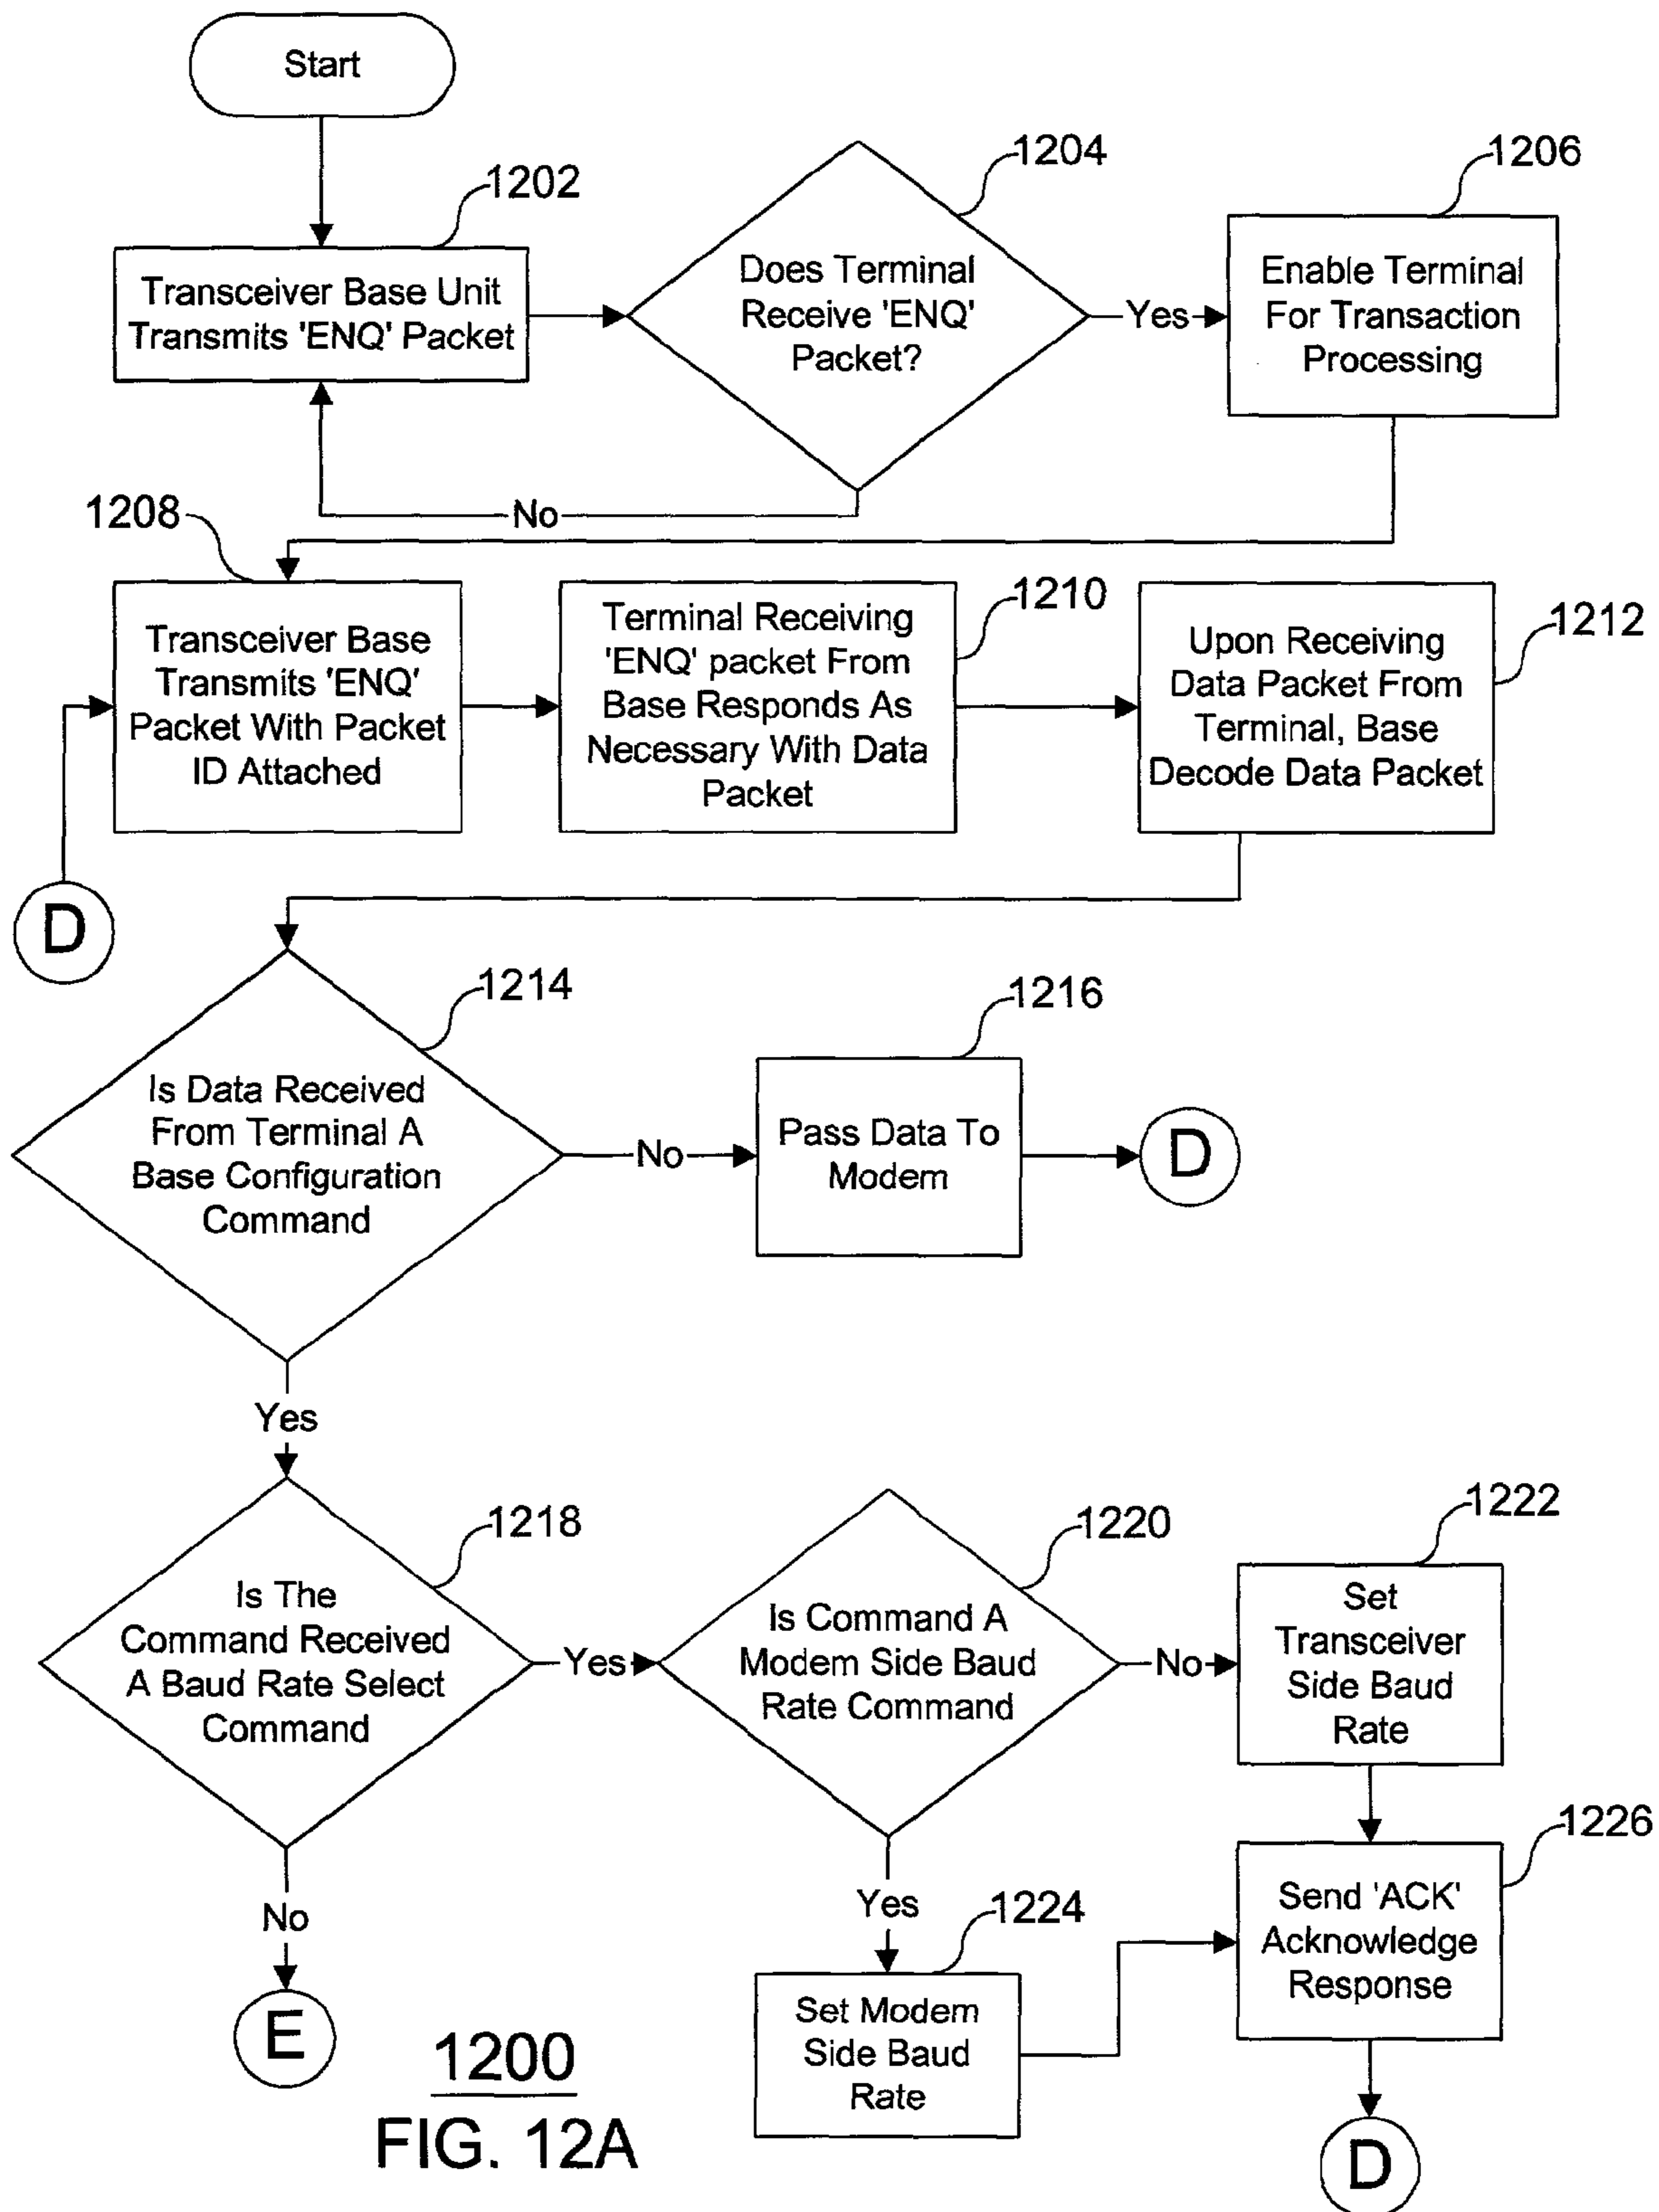 Start
1202
Transceiver Base Unit
Transmits 'ENQ' Packet
1204
Does Terminal
Receive 'ENQ'
Packet?
Yes
1206
Enable Terminal
For Transaction
Processing
No
1208
Transceiver Base
Transmits 'ENQ'
Packet With Packet
ID Attached
1210
Terminal Receiving
'ENQ' packet From
Base Responds As
Necessary With Data
Packet
1212
Upon Receiving
Data Packet From
Terminal, Base
Decode Data Packet
D
1214
Is Data Received
From Terminal A
Base Configuration
Command
No
1216
Pass Data To
Modem
D
Yes
1218
Is The
Command Received
A Baud Rate Select
Command
Yes
1220
Is Command A
Modem Side Baud
Rate Command
No
1222
Set
Transceiver
Side Baud
Rate
No
E
Yes
1224
Set Modem
Side Baud
Rate
1226
Send 'ACK'
Acknowledge
Response
D
1200
FIG. 12A